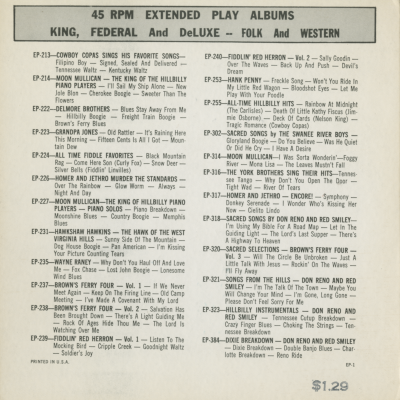 45 RPM EXTENDED PLAY ALBUMS
KING, FEDERAL And DeLUXE -- FOLK And WESTERN
EP-213—COWBOY COPAS SINGS HIS FAVORITE SONGS—
Filipino Boy — Signed, Sealed and Delivered —
Tennessee Waltz — Kentucky Waltz
EP-214—MOON MULLICAN — THE KING OF THE HILLBILLY
PIANO PLAYERS — I'll Sail My Ship Alone — New
Jole Blon — Cherokee Boogie — Sweeter Than The
Flowers
EP-222—DELMORE BROTHERS — Blues Stay Away From Me
— Hillbilly Boogie — Freight Train Boogie —
Brown's Ferry Blues
EP-223—GRANDPA JONES — Old Rattler — It's Raining Here
This Morning — Fifteen Cents Is All I Got — Moun-
tain Dew
EP-224—ALL TIME FIDDLE FAVORITES — Black Mountain
Rag — Come Here Son (Curly Fox) — Snow Deer —
Silver Bells (Fiddlin' Linvilles)
EP-226—HOMER AND JETHRO MURDER THE STANDARDS —
Over The Rainbow — Glow Worm — Always —
Night And Day
EP-227—MOON MULLIGAN—THE KING OF HILLBILLY PIANO
PLAYERS — PIANO SOLOS — Piano Breakdown —
Moonshine Blues — Country Boogie — Memphis
Blues
EP-231—HAWKSHAW HAWKINS — THE HAWK OF THE WEST
VIRGINIA HILLS — Sunny Side Of The Mountain —
Dog House Boogie — Pan American — I'm Kissing
Your Picture Counting Tears
EP-235—WAYNE RANEY — Why Don't You Haul Off And Love
Me — Fox Chase — Lost John Boogie — Lonesome
Wind Blues
EP-237—BROWN'S FERRY FOUR — Vol. 1 — If We Never
Meet Again — Keep On The Firing Line — Old Camp
Meeting — I've Made A Covenant With My Lord
EP-238—BROWN'S FERRY FOUR — Vol. 2 — Salvation Has
Been Brought Down — There's A Light Guiding Me
— Rock Of Ages Hide Thou Me — The Lord Is
Watching Over Me
EP-239—FIDDLIN' RED HERRON — Vol. 1 — Listen To The
Mocking Bird — Cripple Creek — Goodnight Waltz
— Soldier's Joy
EP-240—FIDDLIN' RED HERRON — Vol. 2 — Sally Goodin —
Over The Waves — Back Up And Push — Devil's
Dream
EP-253—HANK PENNY — Freckle Song — Won't You Ride In
My Little Red Wagon — Bloodshot Eyes — Let Me
Play With Your Poodle
EP-255—ALL-TIME HILLBILLY HITS — Rainbow At Midnight
(The Carlisles) — Death Of Little Kathy Fiscus (Jim-
mie Osborne) — Deck Of Cards (Nelson King) —
Tragic Romance (Cowboy Copas)
EP-302—SACRED SONGS by THE SWANEE RIVER BOYS —
Gloryland Boogie — Do You Believe — Was He Quiet
Or Did He Cry — I Have A Desire
EP-314—MOON MULLICAN — I Was Sorta Wonderin'—Foggy
River — Mona Lisa — The Leaves Mustn't Fall
EP-316—THE YORK BROTHERS SING THEIR HITS—Tennes-
see Tango — Why Don't You Open The Door —
Tight Wad — River Of Tears
EP-317—HOMER AND JETHRO — ENCORE! — Symphony —
Donkey Serenade — I Wonder Who's Kissing Her
Now — Cielito Lindo
EP-318—SACRED SONGS BY DON RENO AND RED SMILEY—
I'm Using My Bible For A Road Map — Let In The
Guiding Light — The Lord's Last Supper — There's
A Highway To Heaven
EP-320—SACRED SELECTIONS — BROWN'S FERRY FOUR —
Vol. 3 — Will The Circle Be Unbroken — Just A
Little Talk With Jesus — Rockin' On The Waves —
I'll Fly Away
EP-321—SONGS FROM THE HILLS — DON RENO AND RED
SMILEY — I'm The Talk Of The Town — Maybe You
Will Change Your Mind — I'm Gone, Long Gone —
Please Don't Feel Sorry For Me
EP-323—HILLBILLY INSTRUMENTALS — DON RENO AND
RED SMILEY — Tennessee Cutup Breakdown —
Crazy Finger Blues — Choking The Strings — Ten-
nessee Breakdown
EP-384—DIXIE BREAKDOWN — DON RENO AND RED SMILEY
— Dixie Breakdown — Double Banjo Blues — Char-
lotte Breakdown — Reno Ride
PRINTED IN U.S.A.
EP-1
$1.29